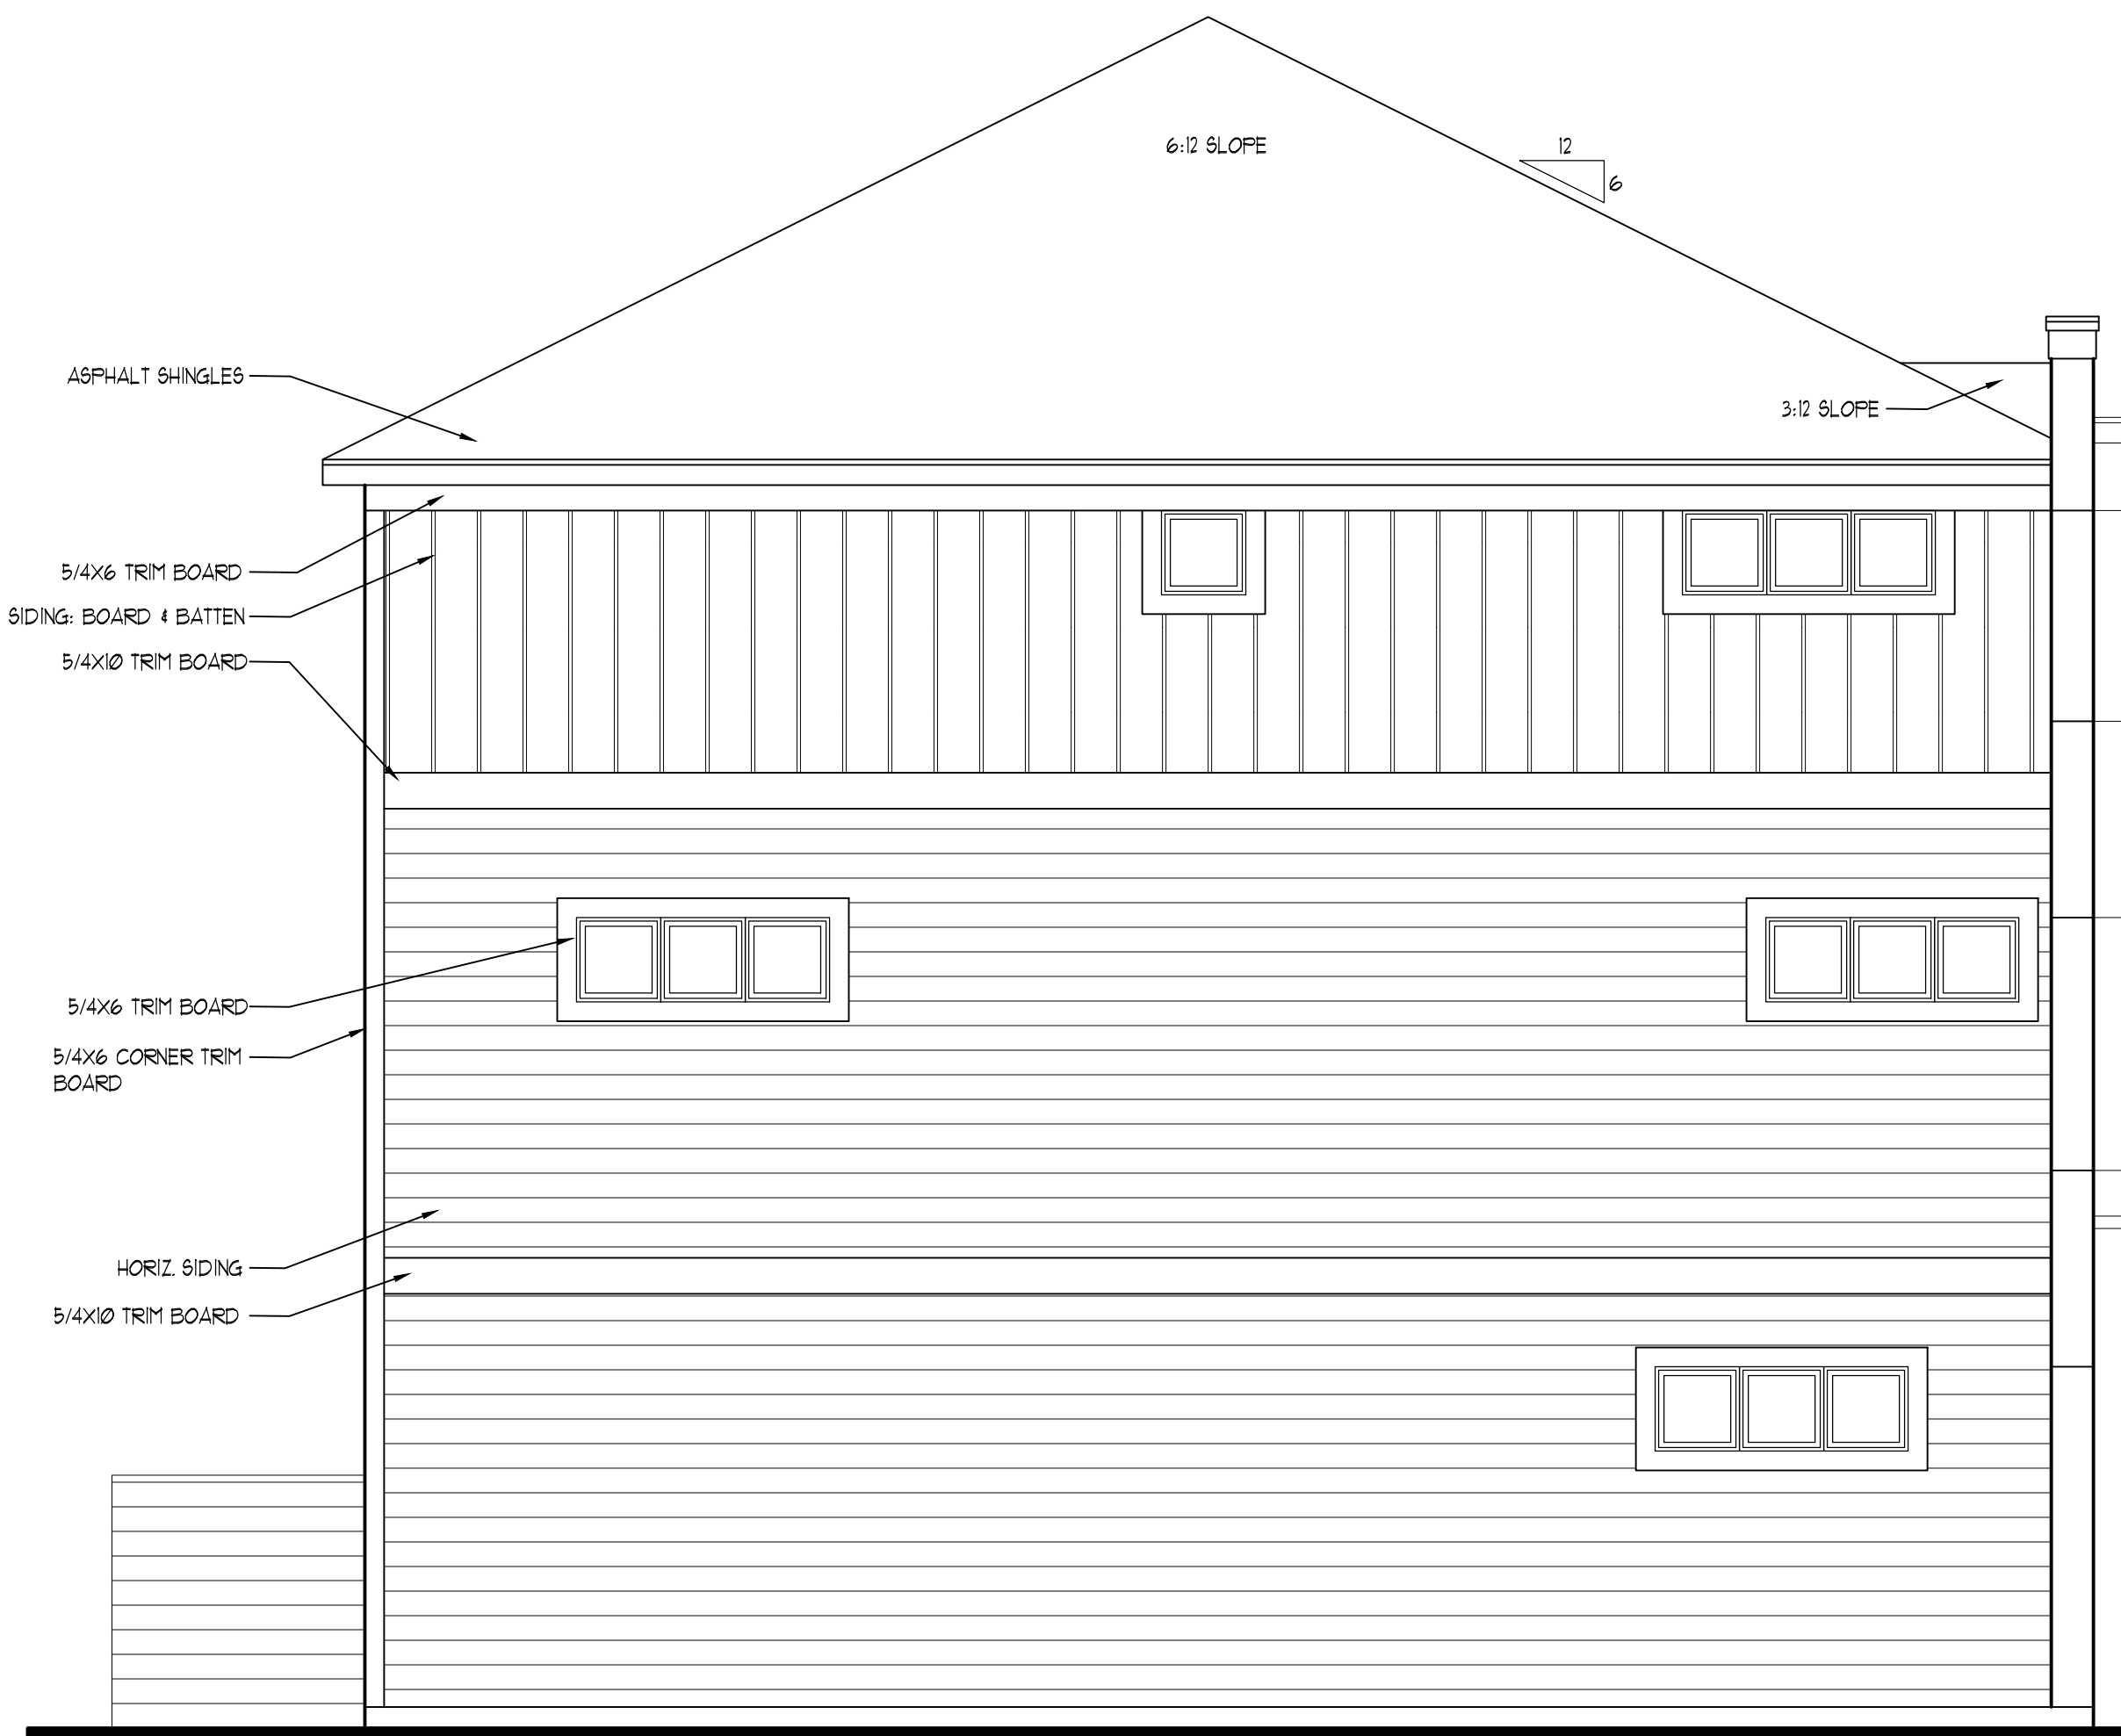 6:12 SLOPE
12
6
ASPHALT SHINGLES
3:12 SLOPE
5/4X6 TRIM BOARD
SIDING: BOARD & BATTEN
5/4X10 TRIM BOARD
5/4X6 TRIM BOARD
5/4X6 CORNER TRIM
BOARD
HORIZ. SIDING
5/4X10 TRIM BOARD